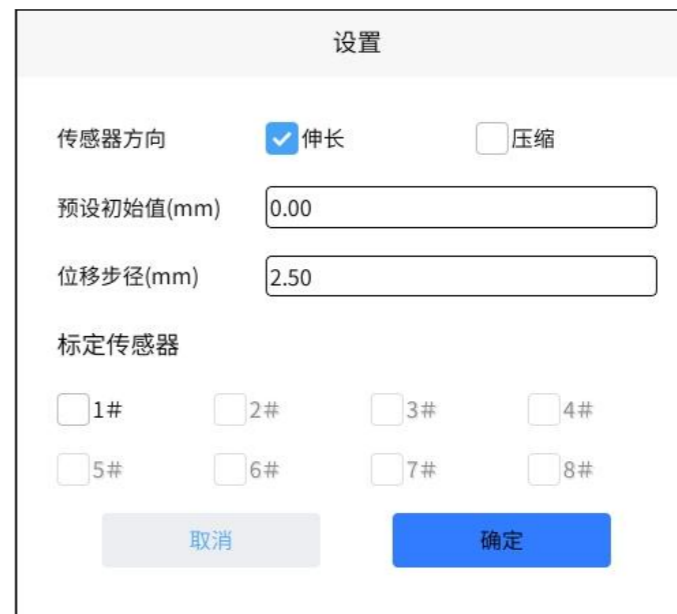 设置
传感器方向 伸长 压缩
预设初始值(mm) 0.00
位移步径(mm) 2.50
标定传感器
1# 2# 3# 4#
5# 6# 7# 8#
取消 确定